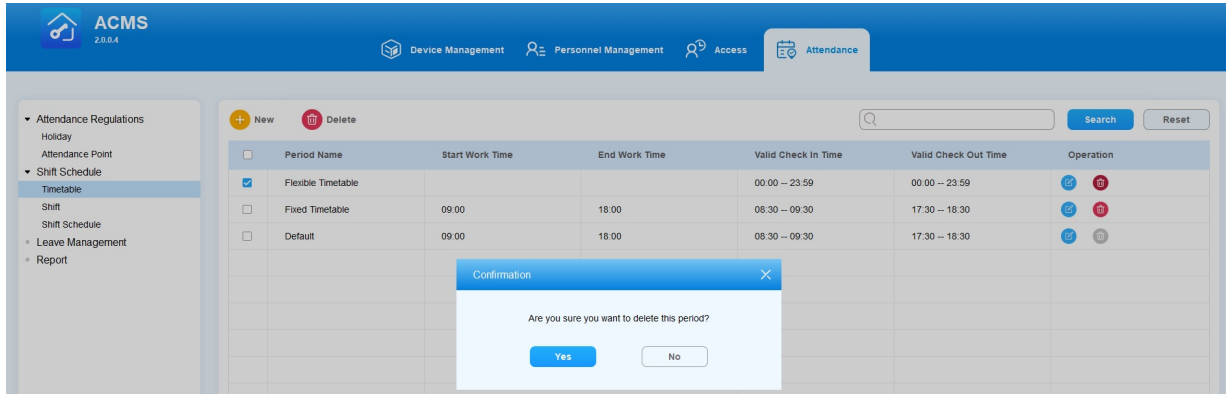 ACMS
2.0.0.4
Device Management Personnel Management Access Attendance
Attendance Regulations
Holiday
Attendance Point
Shift Schedule
Timetable
Shift
Shift Schedule
Leave Management
Report
New Delete Search Reset
Period Name Start Work Time End Work Time Valid Check In Time Valid Check Out Time Operation
Flexible Timetable 00:00 -- 23:59 00:00 -- 23:59
Fixed Timetable 09:00 18:00 08:30 -- 09:30 17:30 -- 18:30
Default 09:00 18:00 08:30 -- 09:30 17:30 -- 18:30
Confirmation
Are you sure you want to delete this period?
Yes No